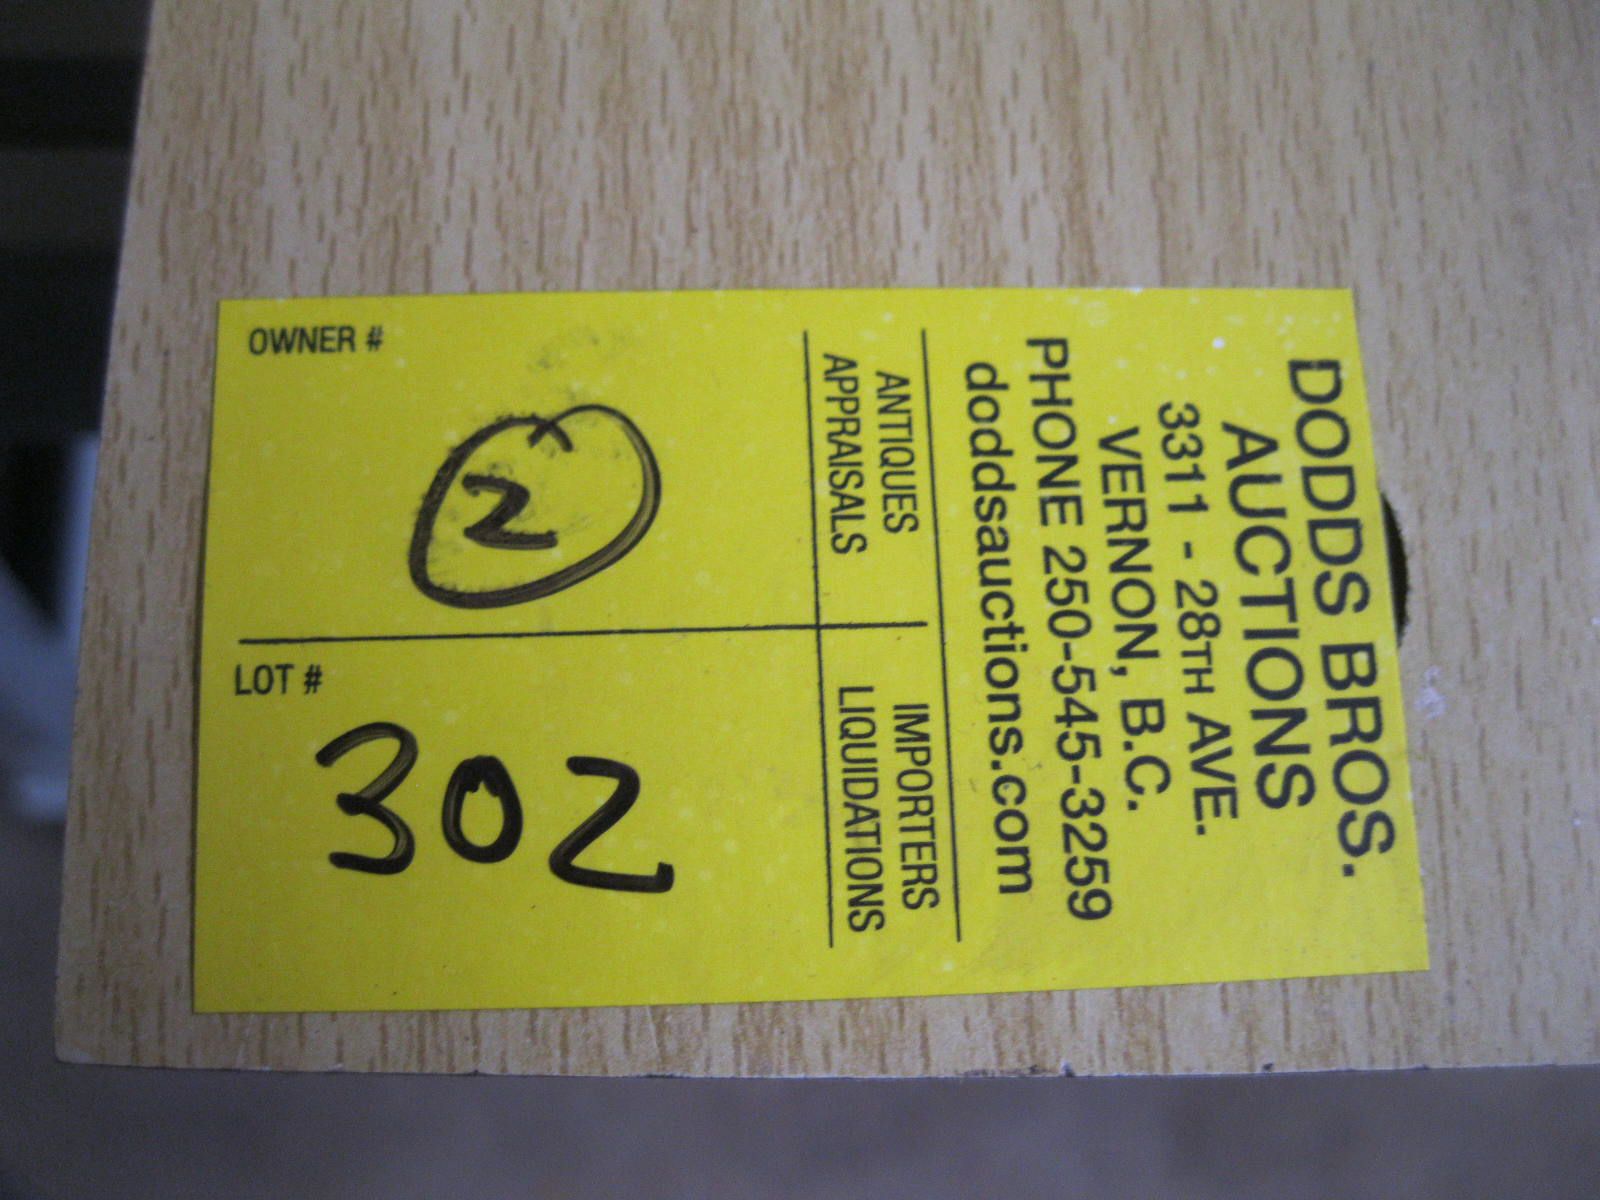 DODDS BROS.
AUCTIONS
3311 - 28TH AVE.
VERNON, B.C.
PHONE 250-545-3259
doddsauctions.com
ANTIQUES
APPRAISALS
IMPORTERS
LIQUIDATIONS
OWNER #
2
LOT #
302